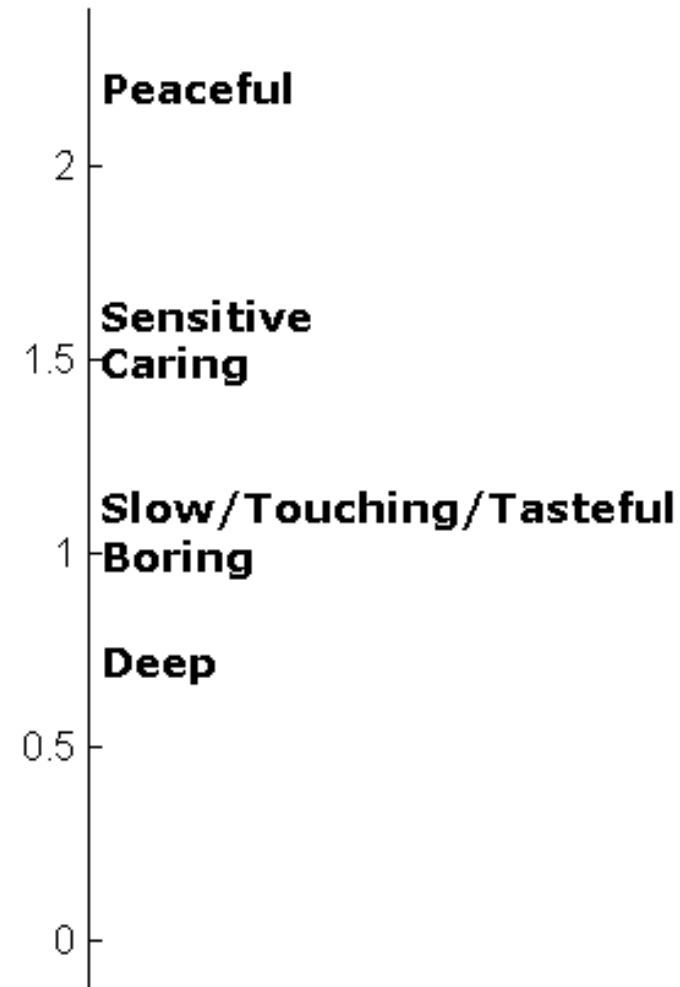 Peaceful
2
Sensitive
1.5 Caring
Slow/Touching/Tasteful
1 Boring
Deep
0.5
0